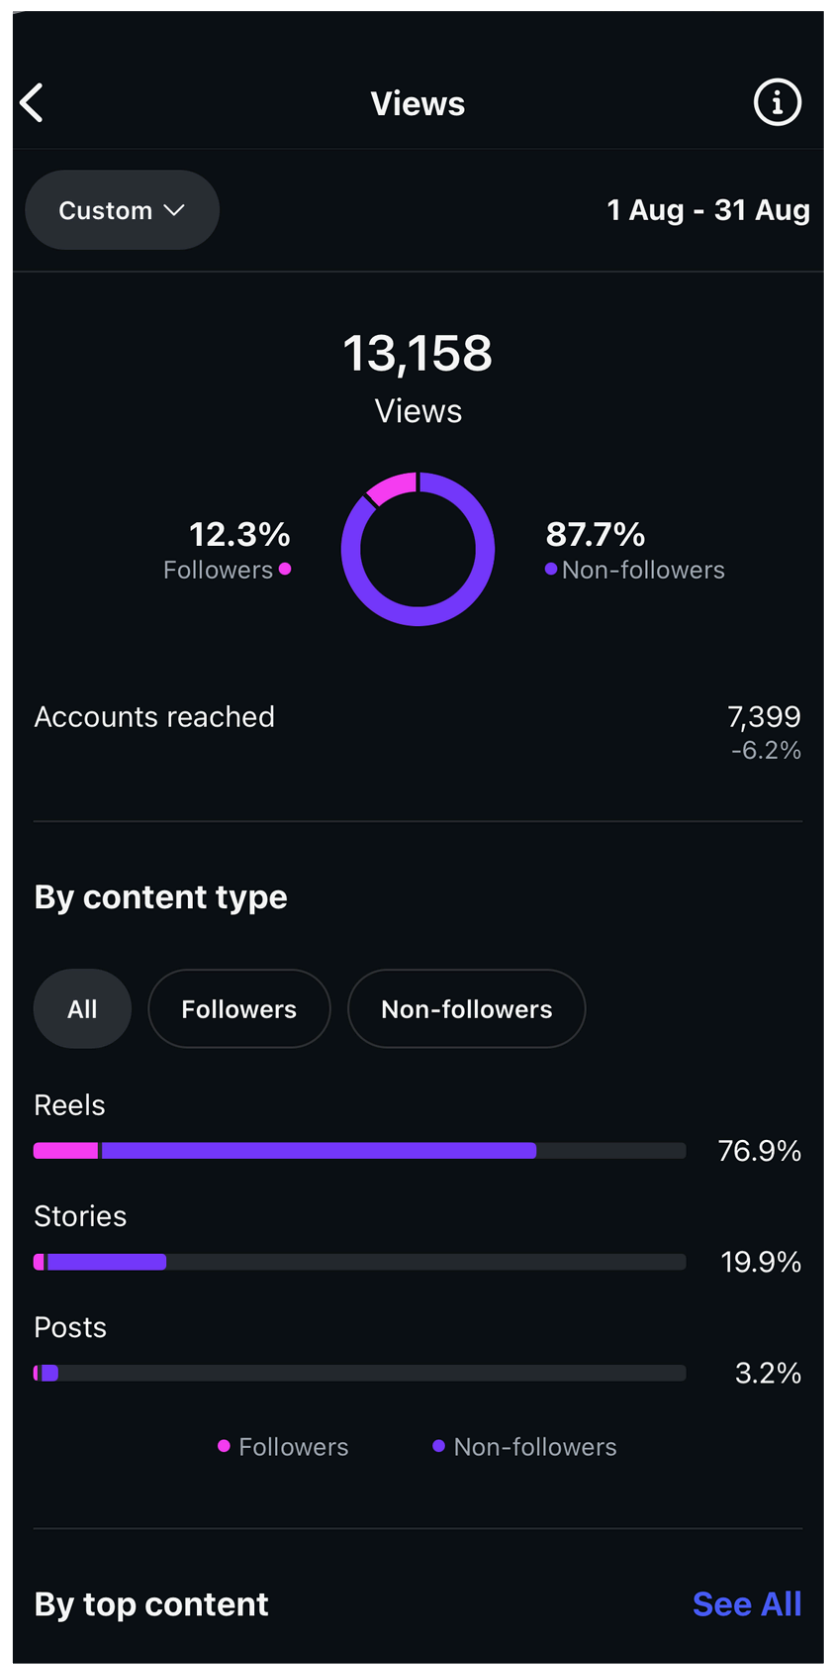 Views
Custom
1 Aug - 31 Aug
13,158
Views
12.3%
Followers
87.7%
Non-followers
Accounts reached
7,399
-6.2%
By content type
All
Followers
Non-followers
Reels
76.9%
Stories
19.9%
Posts
3.2%
Followers
Non-followers
By top content
See All